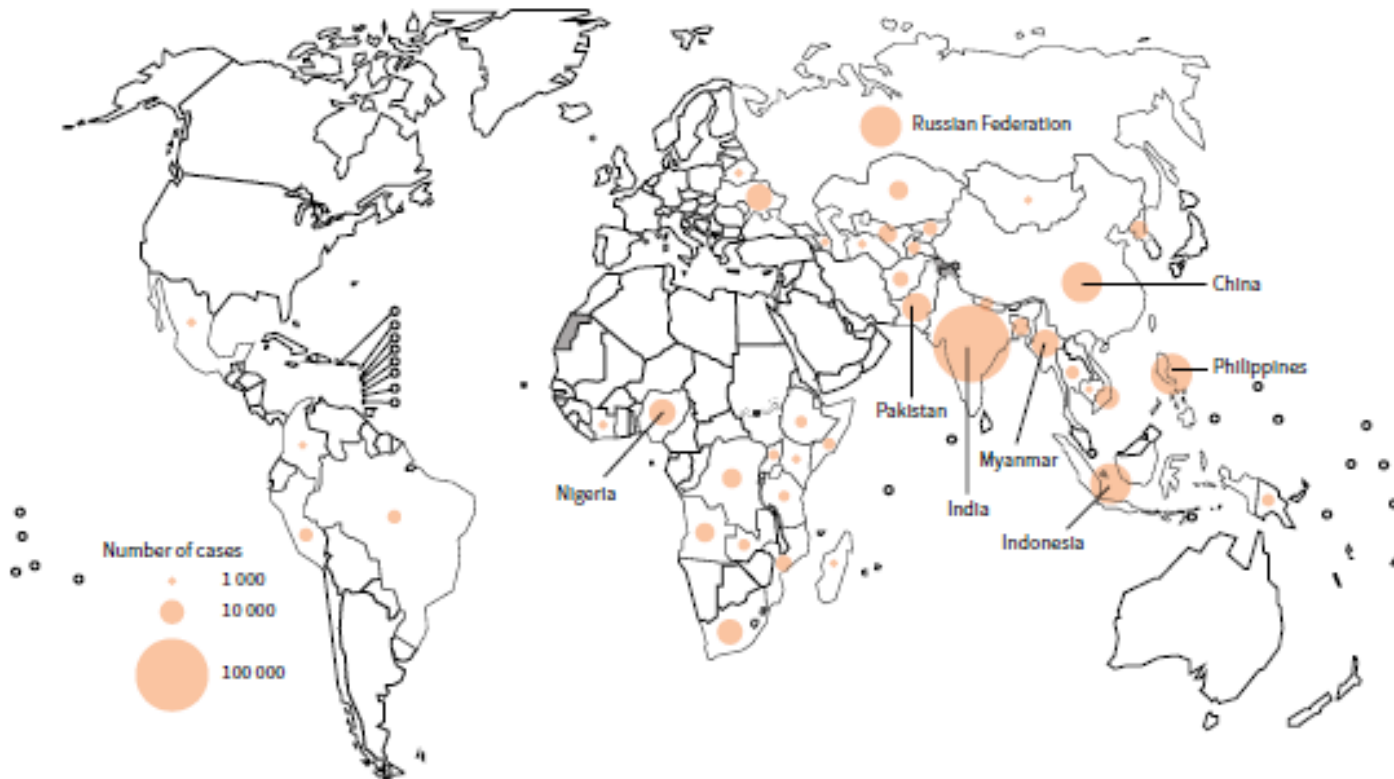 Russian Federation
China
Philippines
Pakistan
Myanmar
Nigeria
India
Indonesia
Number of cases
1 000
10 000
100 000